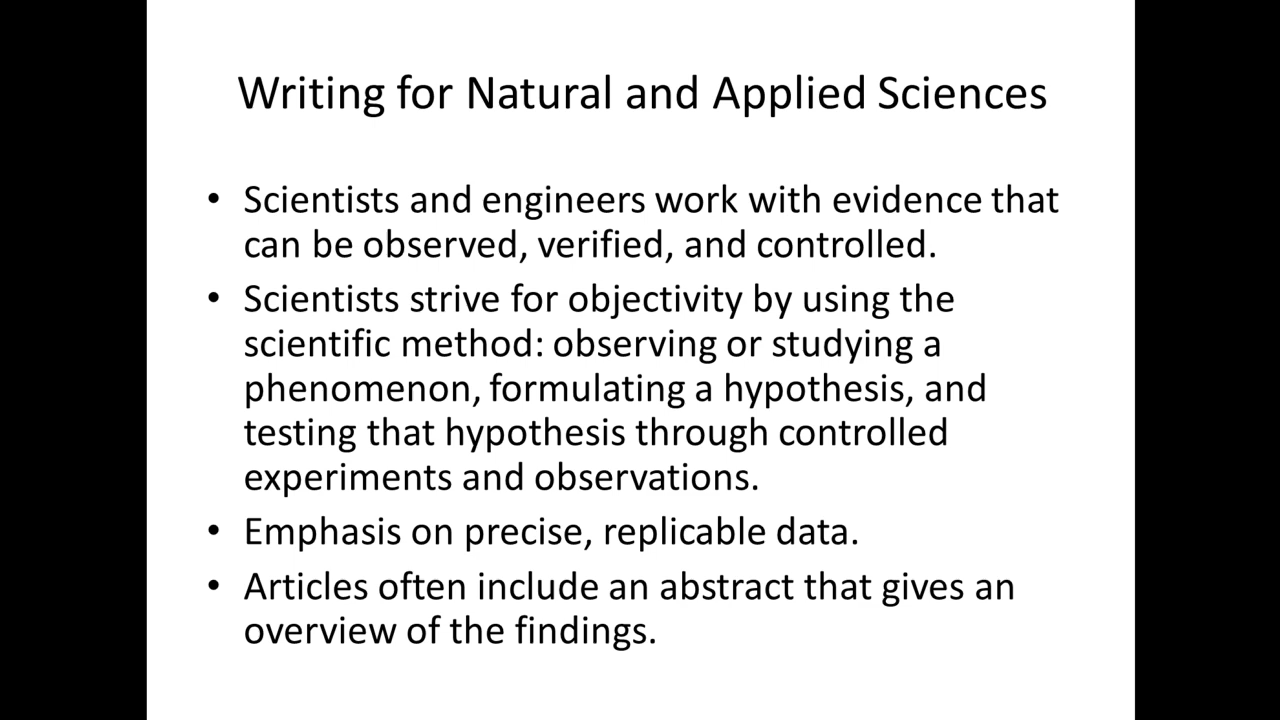 Writing for Natural and Applied Sciences
• Scientists and engineers work with evidence that
can be observed, verified, and controlled.
• Scientists strive for objectivity by using the
scientific method: observing or studying a
phenomenon, formulating a hypothesis, and
testing that hypothesis through controlled
experiments and observations.
• Emphasis on precise, replicable data.
• Articles often include an abstract that gives an
overview of the findings.